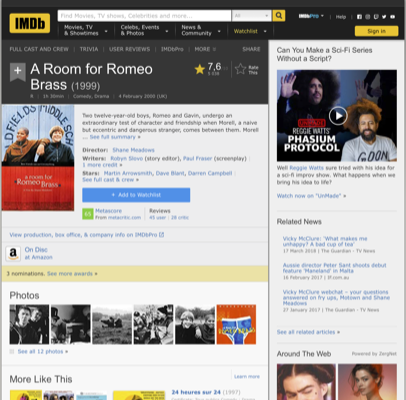 IMDb
Find Movies, TV shows, Celebrities and more...
All
IMDbPro
Help
Movies, TV
& Showtimes
Celebs, Events
& Photos
News &
Community
Watchlist
Sign in
FULL CAST AND CREW | TRIVIA | USER REVIEWS | IMDbPro | MORE
SHARE
A Room for Romeo
Brass (1999)
7,6
Rate
This
R | 1h 30min | Comedy, Drama | 4 February 2000 (UK)
Two twelve-year-old boys, Romeo and Gavin, undergo an
extraordinary test of character and friendship when Morell, a naive
but eccentric and dangerous stranger, comes between them. Morell
... See full summary »
Director: Shane Meadows
Writers: Robyn Slovo (story editor), Paul Fraser (screenplay)
1 more credit »
Stars: Martin Arrowsmith, Dave Blant, Darren Campbell
See full cast & crew »
+ Add to Watchlist
Metascore
From metacritic.com
Reviews
45 user | 28 critic
View production, box office, & company info on IMDbPro
On Disc
at Amazon
3 nominations. See more awards »
Photos
See all 12 photos »
More Like This
Learn more
24 heures sur 24 (1997)
Can You Make a Sci-Fi Series
Without a Script?
REGGIE WATTS'
PHASIUM
PROTOCOL
Well Reggie Watts sure tried with his idea for
a sci-fi improv show. What happens when we
bring his idea to life?
Watch now on "UnMade" »
Related News
Vicky McClure: 'What makes me
unhappy? A bad cup of tea'
17 March 2018 | The Guardian - TV News
Aussie director Peter Sant shoots debut
feature 'Maneland' in Malta
16 February 2017 | IF.com.au
Vicky McClure webchat – your questions
answered on fry ups, Motown and Shane
Meadows
27 January 2017 | The Guardian - TV News
See all related articles »
Around The Web
Powered by ZergNet